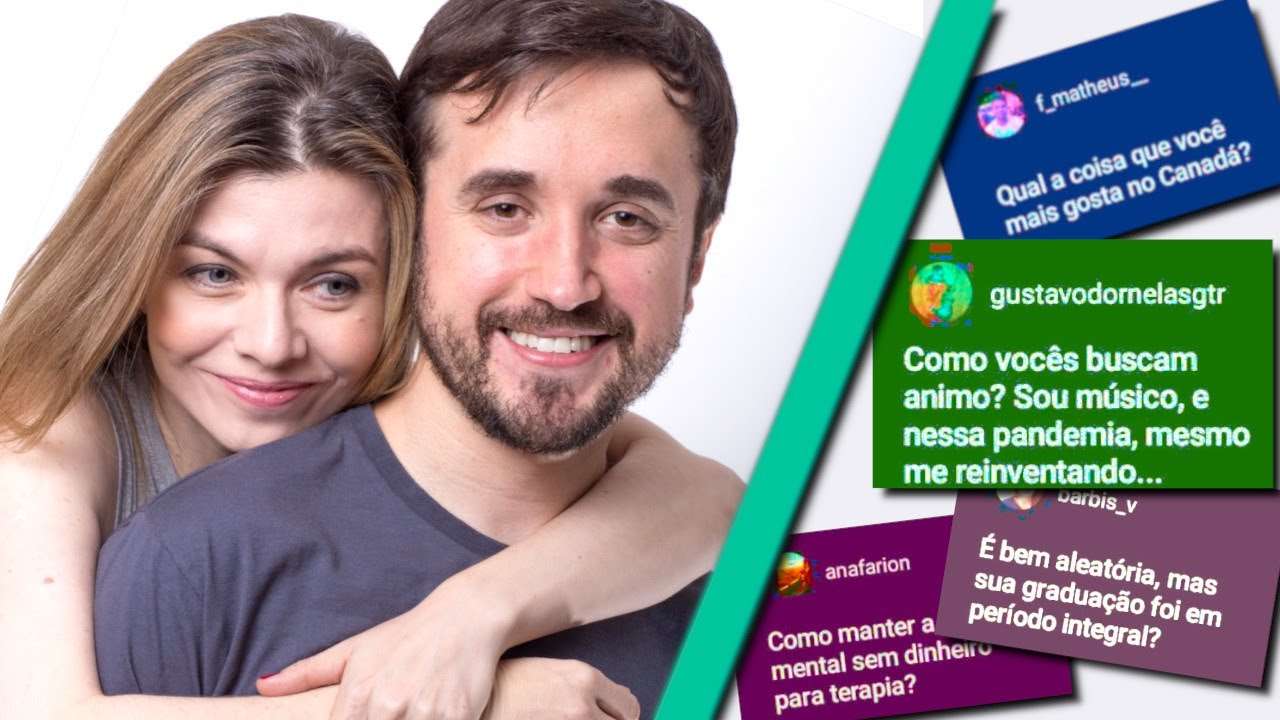 f_matheus__
Qual a coisa que você
mais gosta no Canadá?
gustavodornelasgtr
Como vocês buscam
animo? Sou músico, e
nessa pandemia, mesmo
me reinventando...
barbis_v
É bem aleatória, mas
sua graduação foi em
período integral?
anafarion
Como manter a
mental sem dinheiro
para terapia?